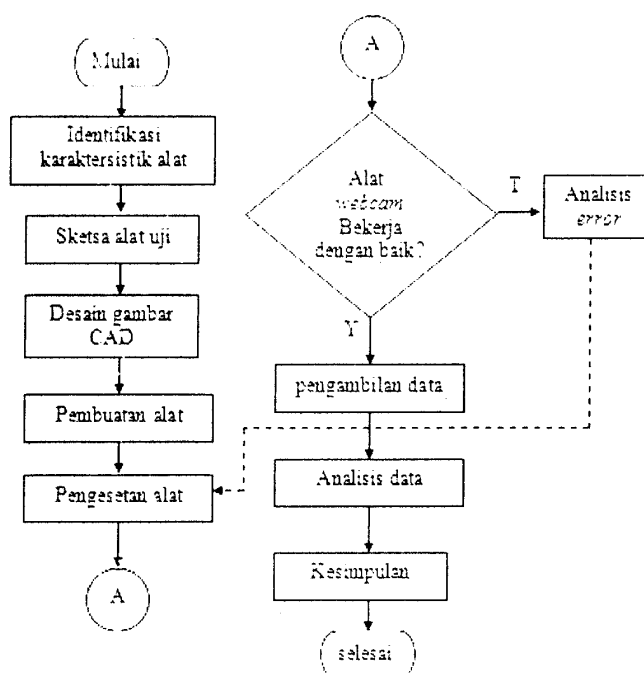 Mulai
Identifikasi
karaktersistik alat
Sketsa alat uji
Desain gambar
CAD
Pembuatan alat
Pengesetan alat
A
A
Alat
webcam
Bekerja
dengan baik?
T
Analisis
error
Y
pengambilan data
Analisis data
Kesimpulan
selesai